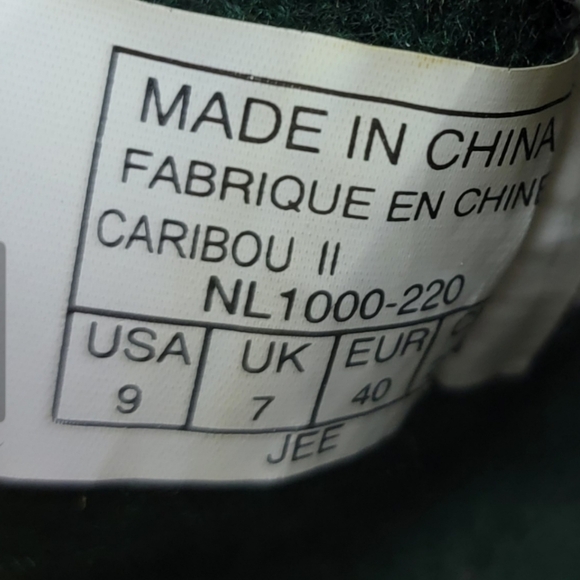 MADE IN CHINA
FABRIQUE EN CHINE
CARIBOU II
NL1000-220
USA UK EUR
9 7 40
JEE